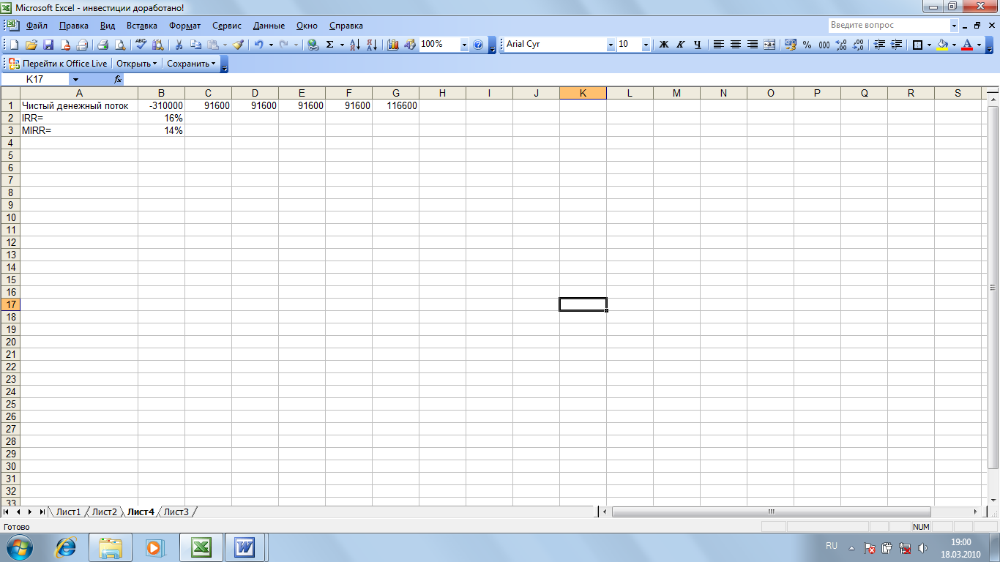 Microsoft Excel - инвестиции доработано!
Файл Правка Вид Вставка Формат Сервис Данные Окно Справка Введите вопрос
100% Arial Cyr 10 Ж К Ч % 000
Перейти к Office Live Открыть Сохранить
K17 fx
A B C D E F G H I J K L M N O P Q R S
1 Чистый денежный поток -310000 91600 91600 91600 91600 116600
2 IRR= 16%
3 MIRR= 14%
4
5
6
7
8
9
10
11
12
13
14
15
16
17
18
19
20
21
22
23
24
25
26
27
28
29
30
31
32
33
Лист1 Лист2 Лист4 Лист3
Готово NUM
RU 19:00
18.03.2010